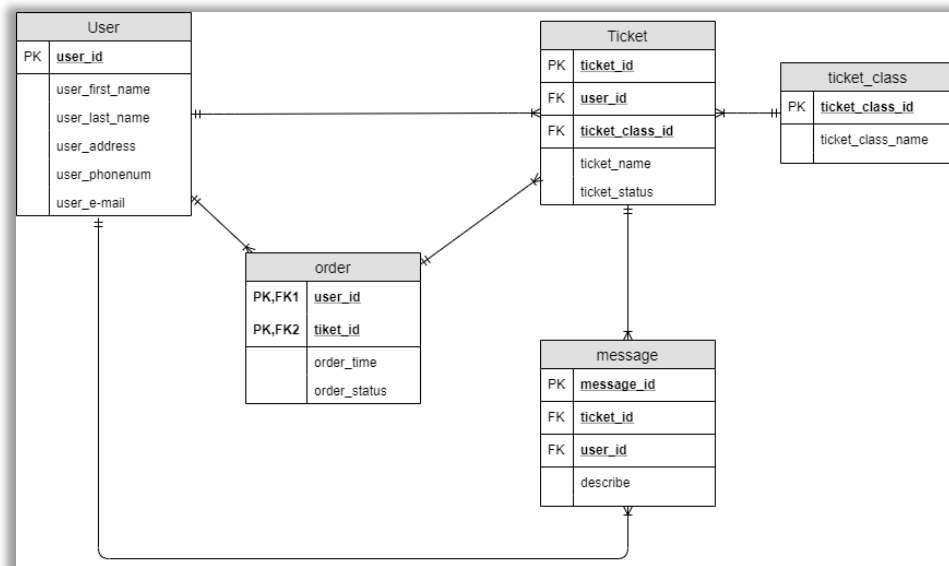 User
PK user_id
user_first_name
user_last_name
user_address
user_phonenum
user_e-mail
Ticket
PK ticket_id
FK user_id
FK ticket_class_id
ticket_name
ticket_status
ticket_class
PK ticket_class_id
ticket_class_name
order
PK,FK1 user_id
PK,FK2 tiket_id
order_time
order_status
message
PK message_id
FK ticket_id
FK user_id
describe